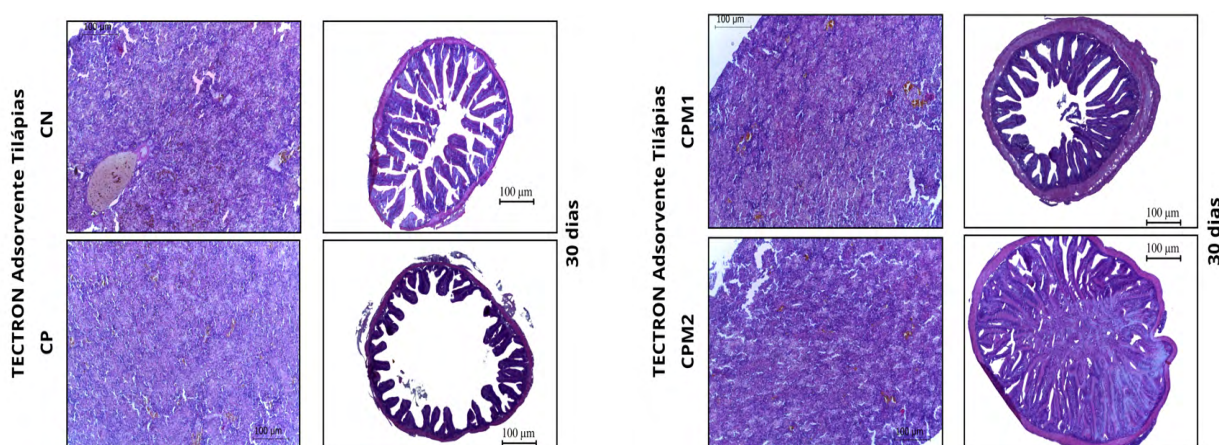 TECTRON Adsorvente Tilápias
CN
CP
100 µm
100 µm
100 µm
100 µm
30 dias
TECTRON Adsorvente Tilápias
CPM1
CPM2
100 µm
100 µm
100 µm
100 µm
30 dias